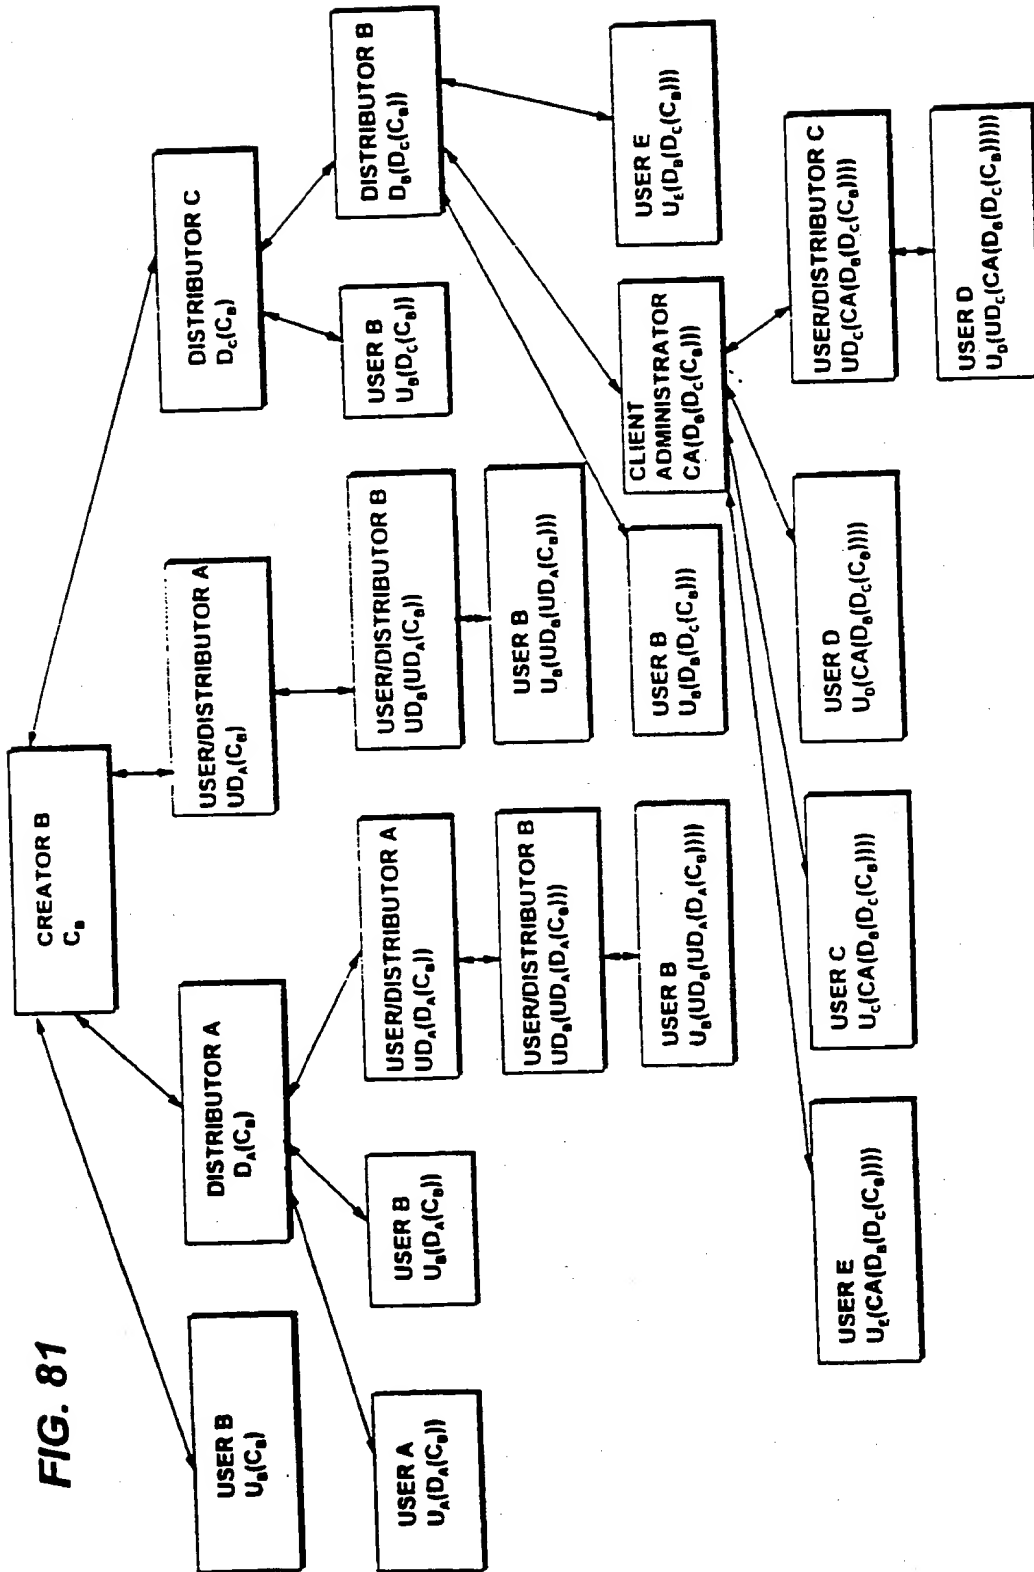 FIG. 81
CREATOR B
C_B
USER B
U_B(C_B)
DISTRIBUTOR A
D_A(C_B)
USER/DISTRIBUTOR A
UD_A(C_B)
DISTRIBUTOR C
D_C(C_B)
USER A
U_A(D_A(C_B))
USER B
U_B(D_A(C_B))
USER/DISTRIBUTOR A
UD_A(D_A(C_B))
USER/DISTRIBUTOR B
UD_B(UD_A(C_B))
USER B
U_B(D_C(C_B))
DISTRIBUTOR B
D_B(D_C(C_B))
USER/DISTRIBUTOR B
UD_B(UD_A(D_A(C_B)))
USER B
U_B(UD_B(UD_A(C_B)))
USER B
U_B(UD_B(UD_A(D_A(C_B))))
USER B
U_B(D_B(D_C(C_B)))
CLIENT
ADMINISTRATOR
CA(D_B(D_C(C_B)))
USER E
U_E(D_B(D_C(C_B)))
USER E
U_E(CA(D_B(D_C(C_B))))
USER C
U_C(CA(D_B(D_C(C_B))))
USER D
U_D(CA(D_B(D_C(C_B))))
USER/DISTRIBUTOR C
UD_C(CA(D_B(D_C(C_B))))
USER D
U_D(UD_C(CA(D_B(D_C(C_B)))))